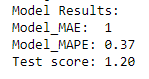 Model Results:
Model_MAE:  1
Model_MAPE: 0.37
Test score: 1.20